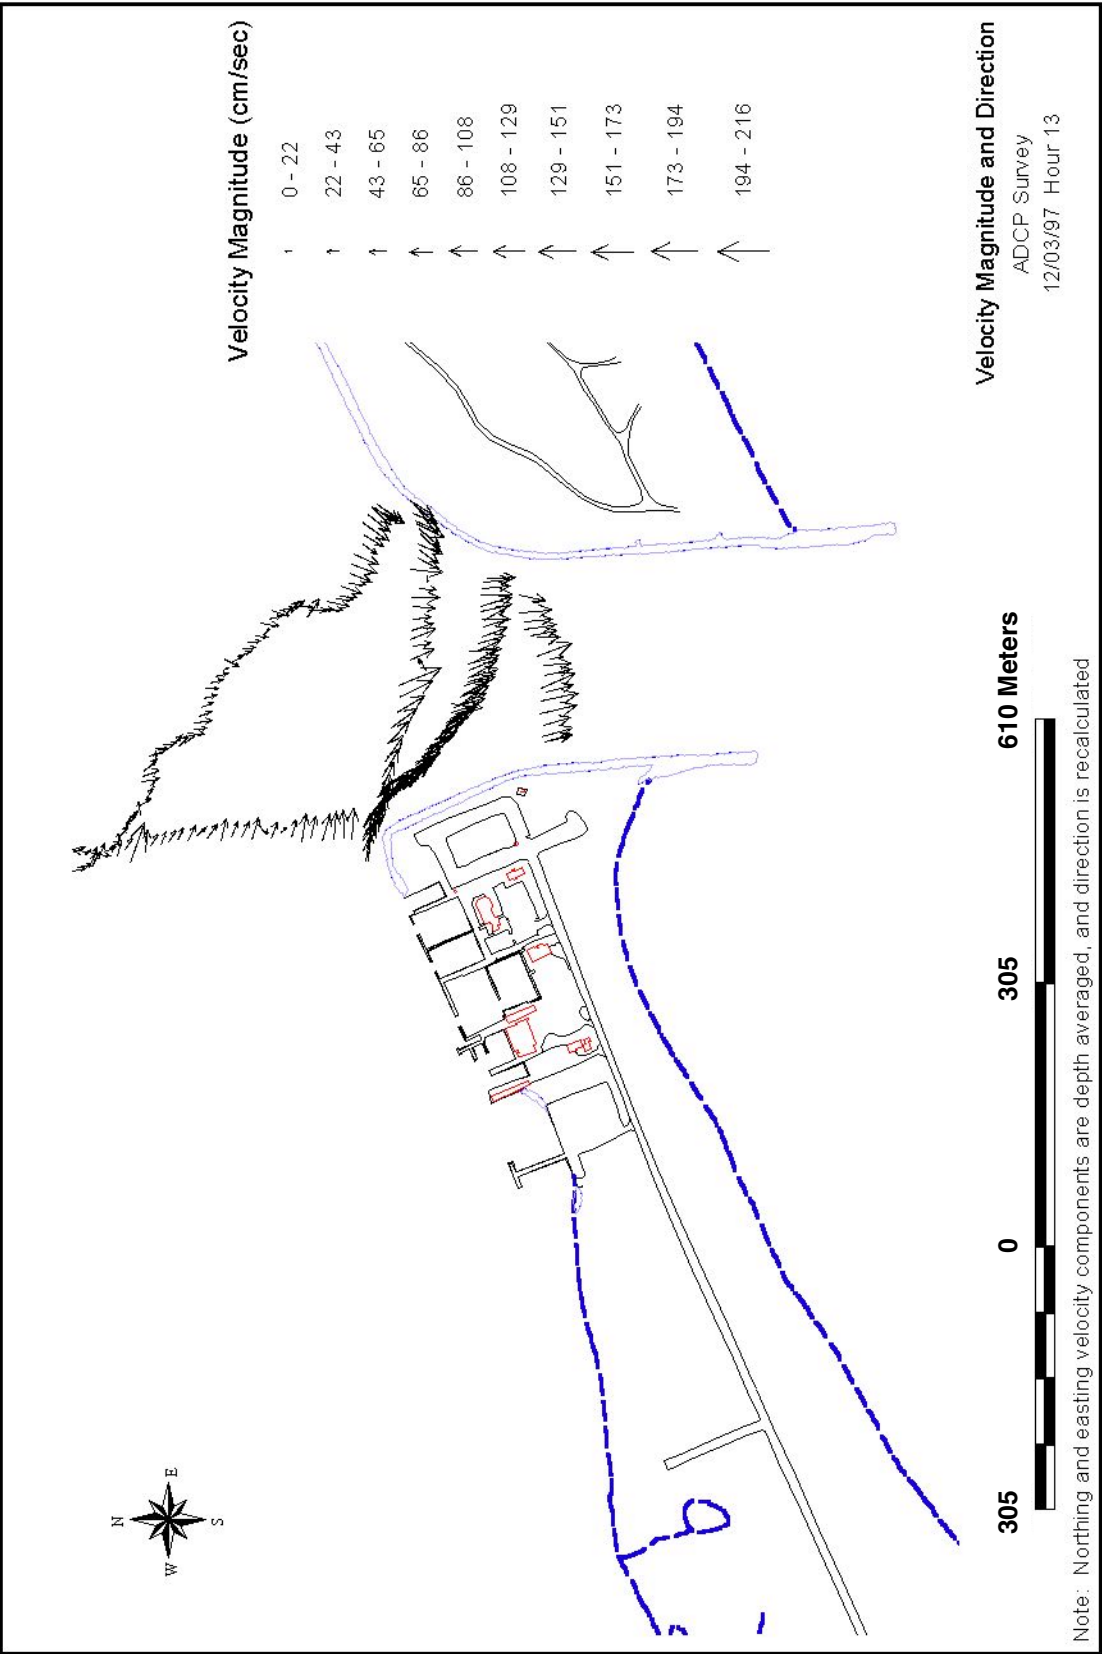 N
W E
S
Velocity Magnitude (cm/sec)
0 - 22
22 - 43
43 - 65
65 - 86
86 - 108
108 - 129
129 - 151
151 - 173
173 - 194
194 - 216
Velocity Magnitude and Direction
ADCP Survey
12/03/97 Hour 13
305 0 305 610 Meters
Note: Northing and easting velocity components are depth averaged, and direction is recalculated